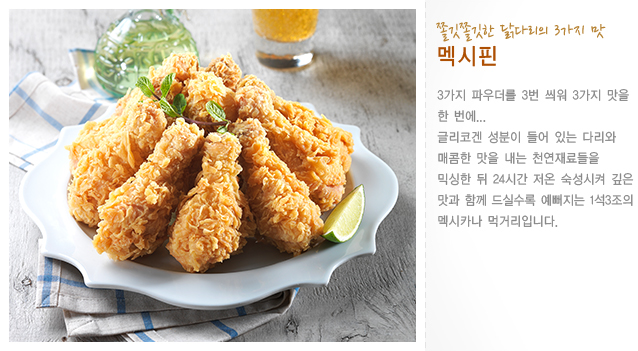 쫄깃쫄깃한 닭다리의 3가지 맛
멕시핀
3가지 파우더를 3번 씌워 3가지 맛을
한 번에...
글리코겐 성분이 들어 있는 다리와
매콤한 맛을 내는 천연재료들을
믹싱한 뒤 24시간 저온 숙성시켜 깊은
맛과 함께 드실수록 예뻐지는 1석3조의
멕시카나 먹거리입니다.